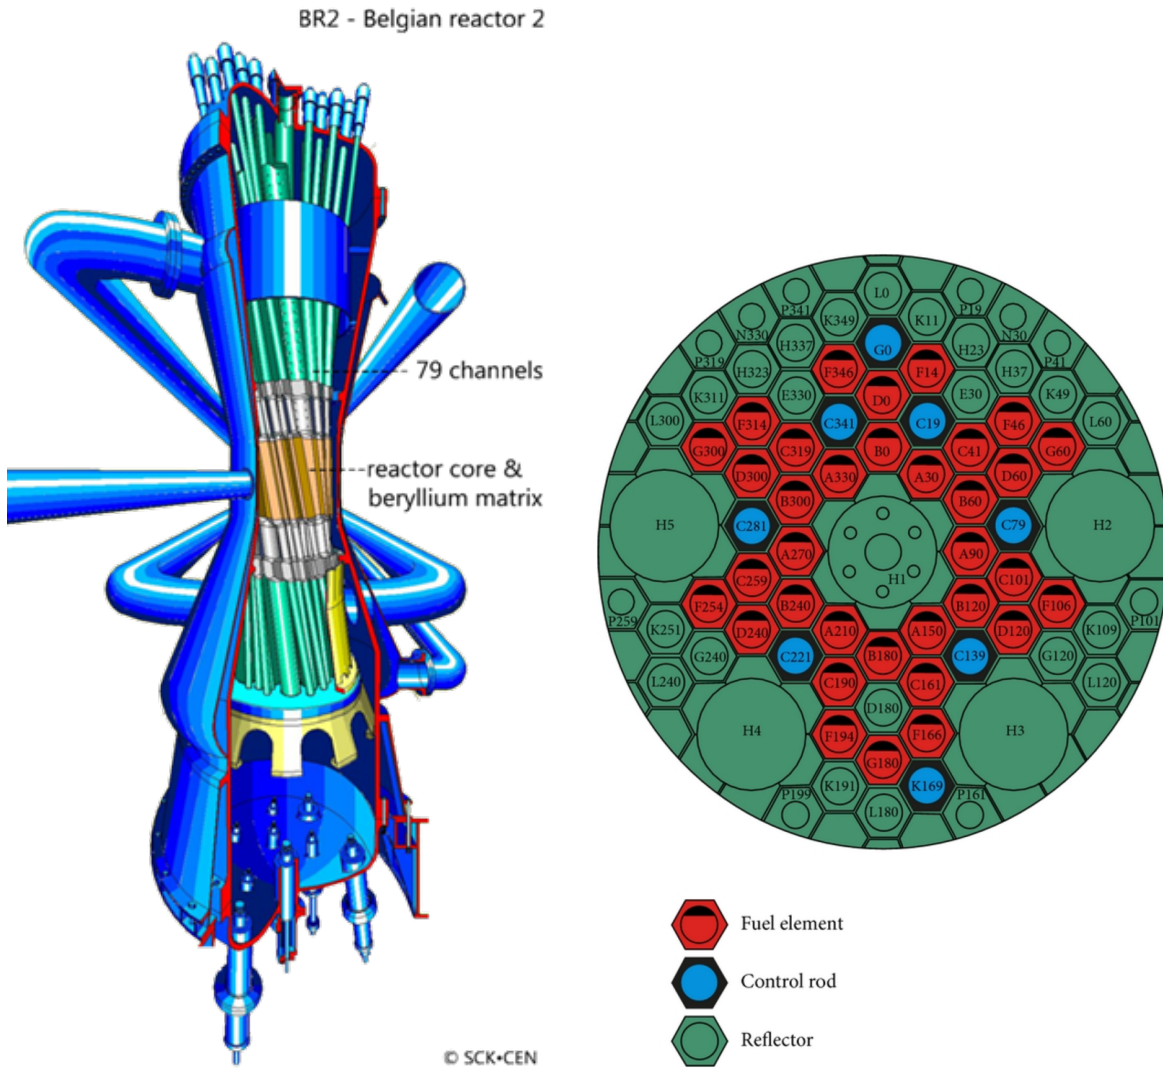 BR2 - Belgian reactor 2
79 channels
reactor core &
beryllium matrix
© SCK•CEN
L0
P341
P19
K349
K11
N330
N30
G0
H337
H23
P319
P41
F346
F14
H323
H37
D0
E330
E30
K311
K49
L300
F314
C341
C19
F46
L60
G300
C319
B0
C41
G60
D300
A330
A30
D60
B300
B60
H5
C281
C79
H2
A270
A90
H1
C259
C101
F254
B240
B120
F106
P259
P101
K251
D240
A210
A150
D120
K109
G240
C221
B180
C139
G120
L240
C190
C161
L120
D180
H4
F194
F166
H3
G180
K191
K169
P199
P161
L180
Fuel element
Control rod
Reflector